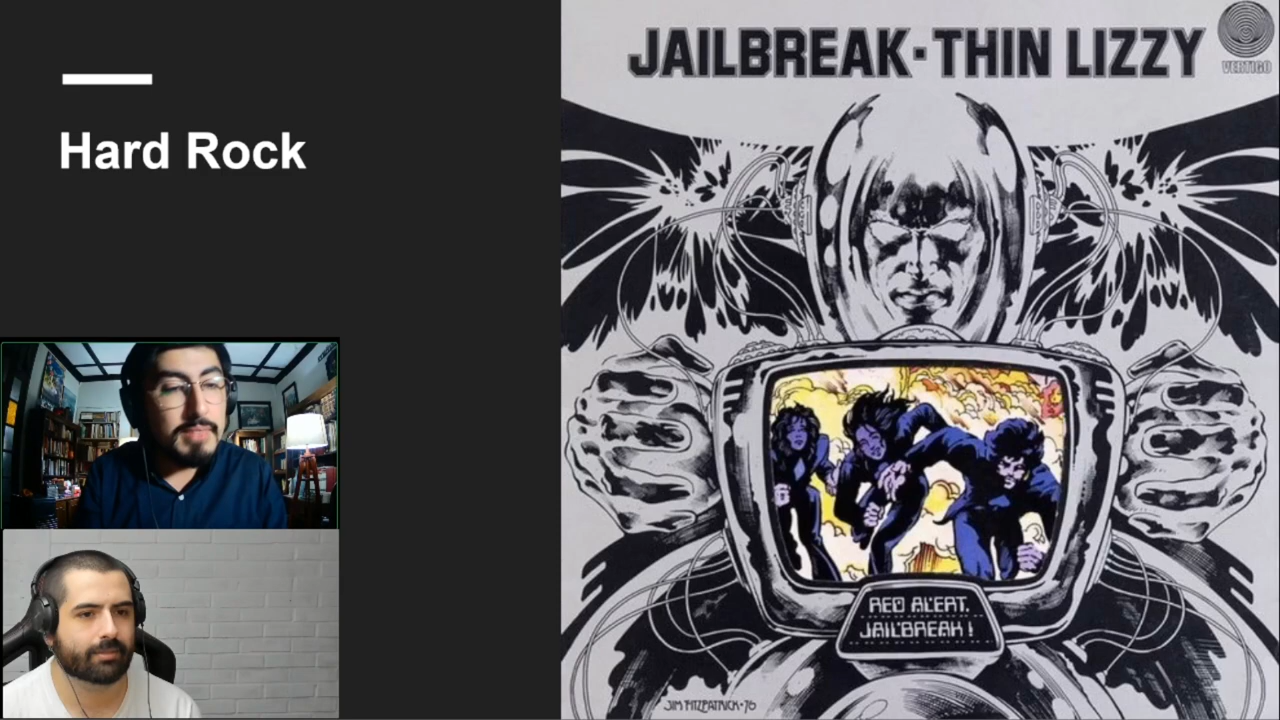 Hard Rock
JAILBREAK·THIN LIZZY
VERTIGO
RED ALERT.
JAILBREAK!
JIM FITZPATRICK·76